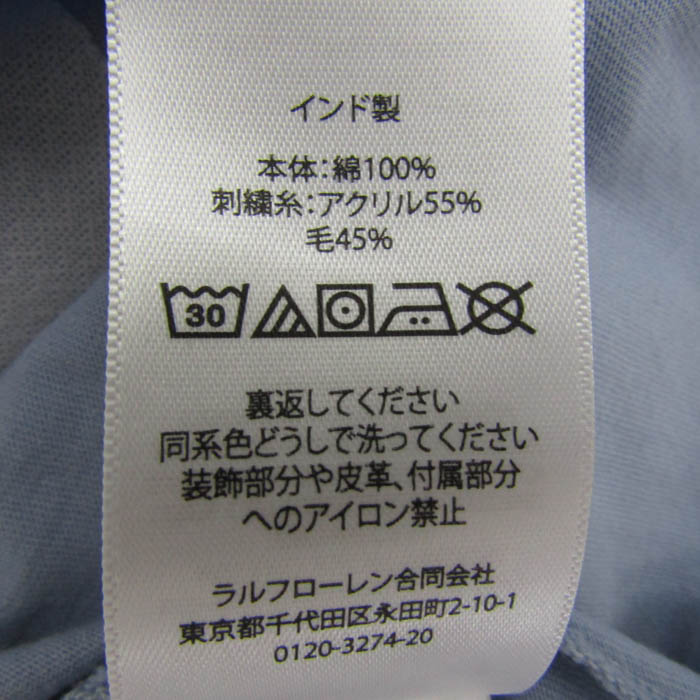 インド製
本体：綿100%
刺繍糸：アクリル55%
毛45%
30
裏返してください
同系色どうしで洗ってください
装飾部分や皮革、付属部分
へのアイロン禁止
ラルフローレン合同会社
東京都千代田区永田町2-10-1
0120-3274-20